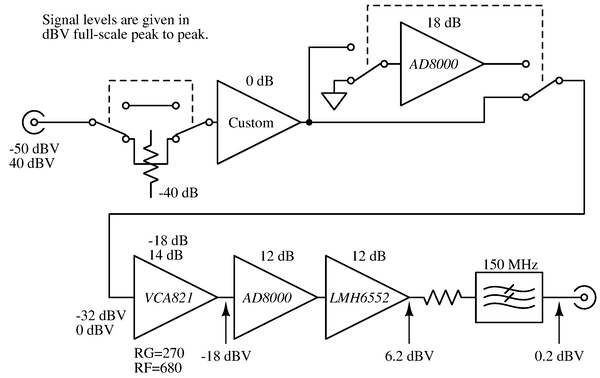 Signal levels are given in
dBV full-scale peak to peak.
18 dB
AD8000
0 dB
Custom
-50 dBV
40 dBV
-40 dB
-18 dB
14 dB
12 dB
12 dB
150 MHz
VCA821
AD8000
LMH6552
-32 dBV
0 dBV
RG=270
RF=680
-18 dBV
6.2 dBV
0.2 dBV